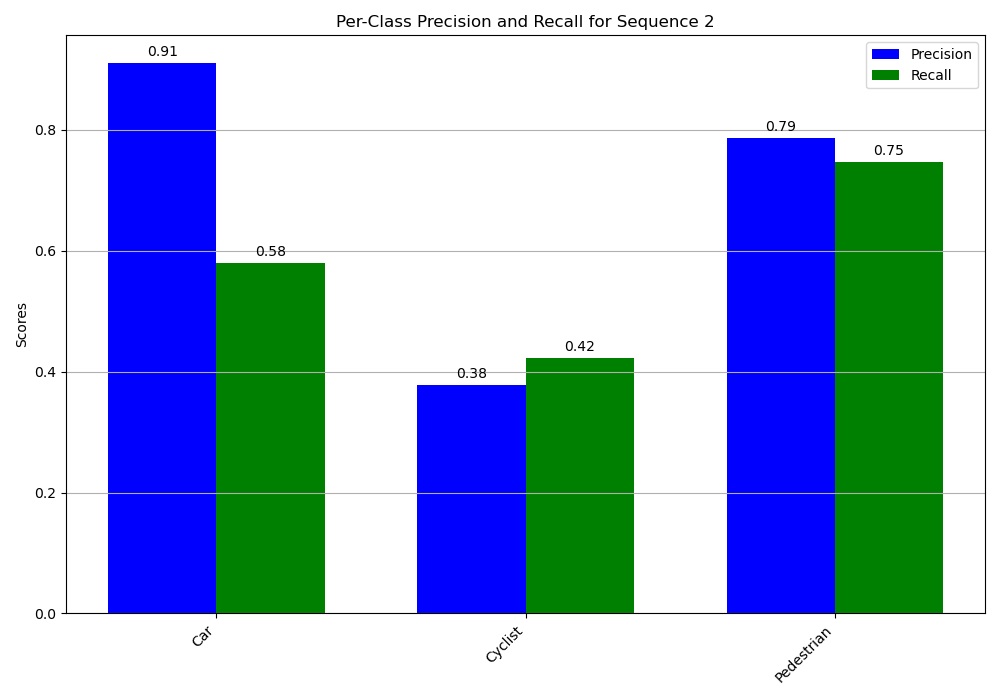 Per-Class Precision and Recall for Sequence 2
Precision
Recall
0.91
0.58
0.38
0.42
0.79
0.75
Scores
0.8
0.6
0.4
0.2
0.0
Car
Cyclist
Pedestrian